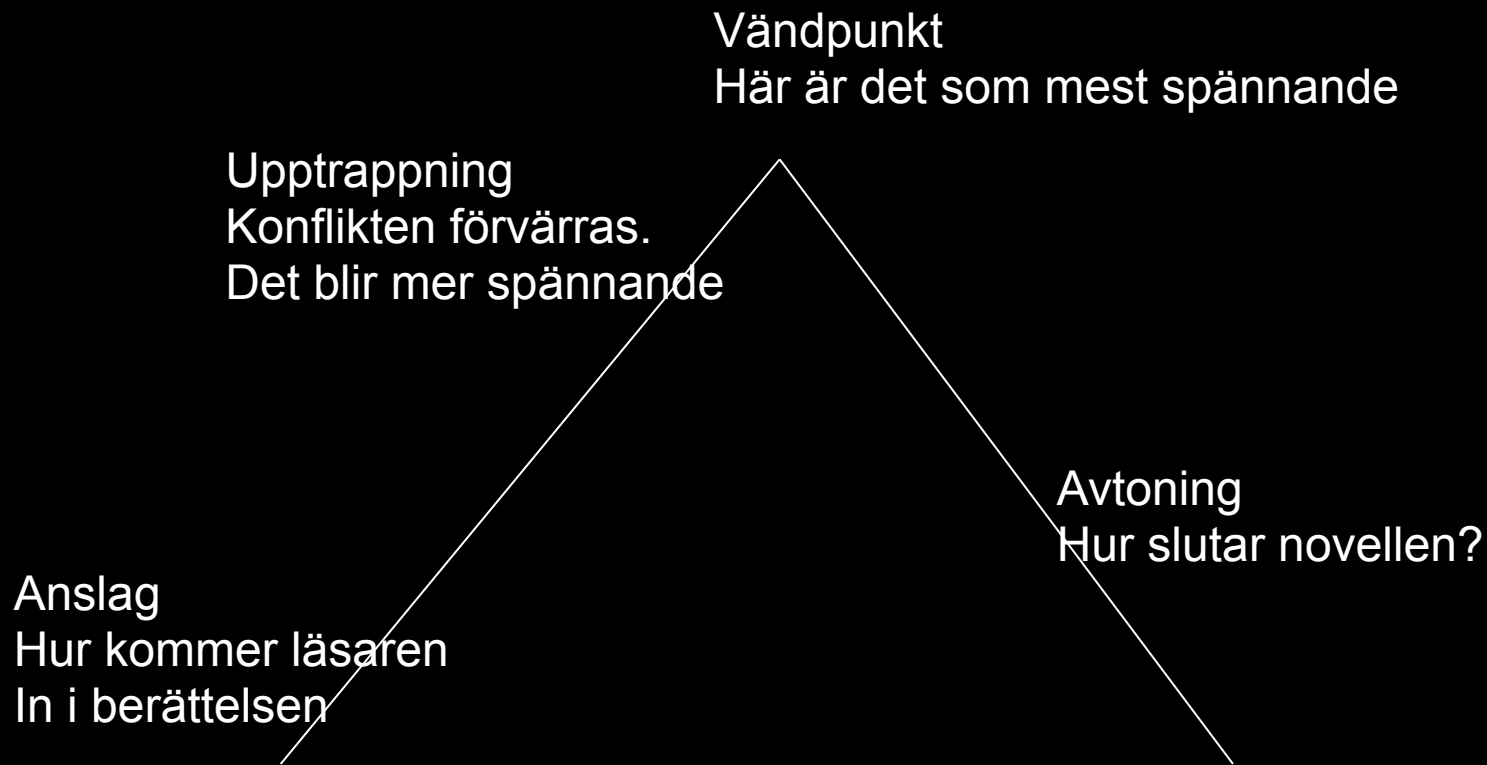 Vändpunkt
Här är det som mest spännande
Upptrappning
Konflikten förvärras.
Det blir mer spännande
Avtoning
Hur slutar novellen?
Anslag
Hur kommer läsaren
In i berättelsen